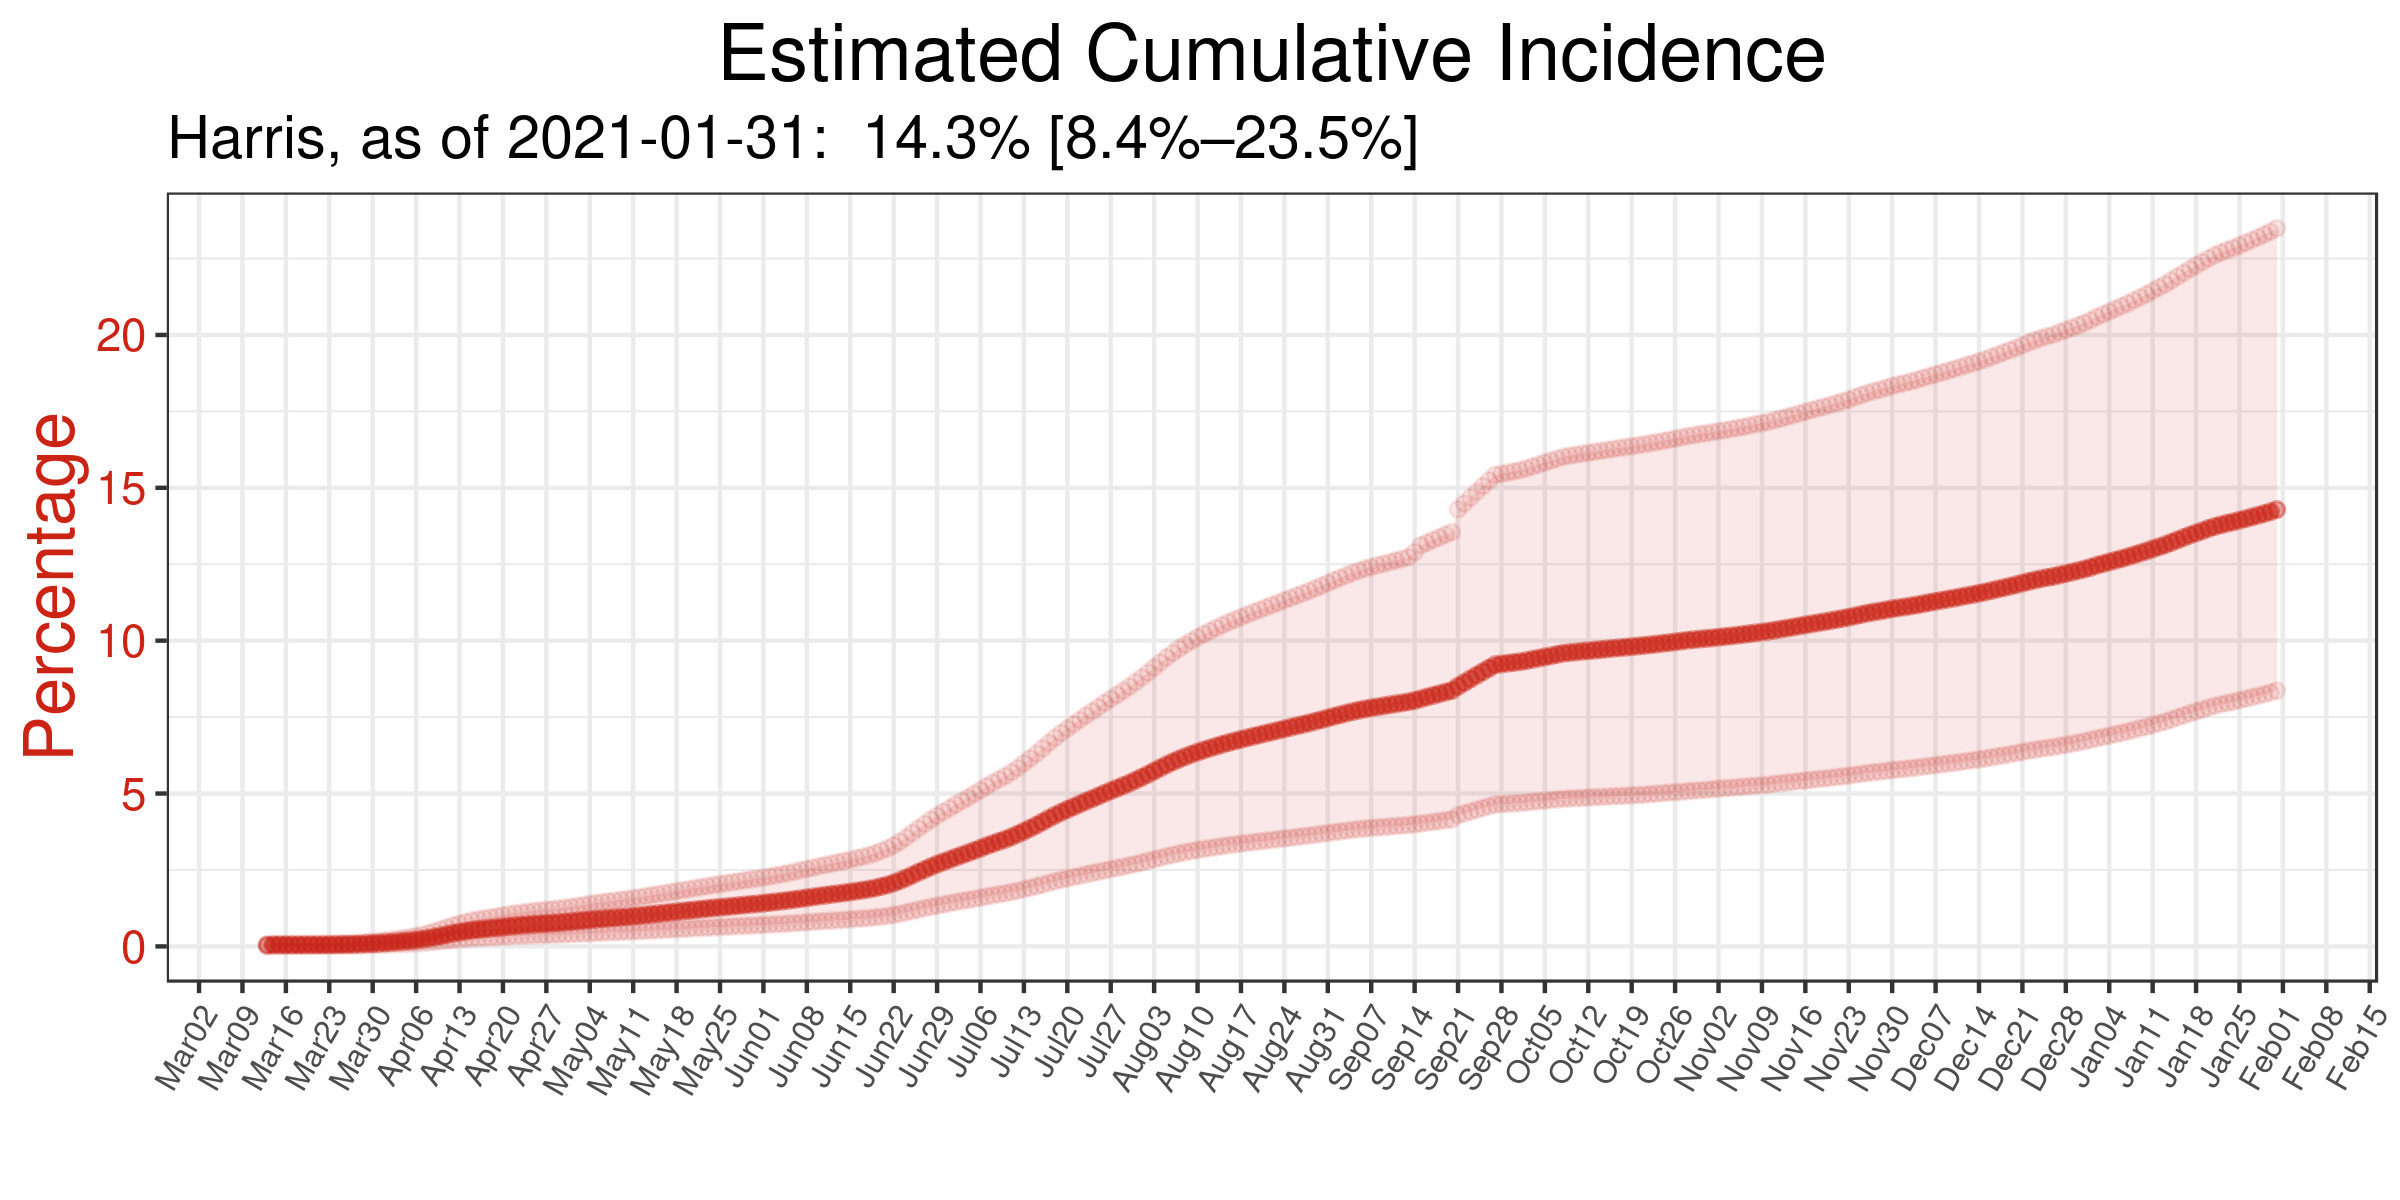 Estimated Cumulative Incidence
Harris, as of 2021-01-31:  14.3% [8.4%–23.5%]
Percentage
20
15
10
5
0
Mar02
Mar09
Mar16
Mar23
Mar30
Apr06
Apr13
Apr20
Apr27
May04
May11
May18
May25
Jun01
Jun08
Jun15
Jun22
Jun29
Jul06
Jul13
Jul20
Jul27
Aug03
Aug10
Aug17
Aug24
Aug31
Sep07
Sep14
Sep21
Sep28
Oct05
Oct12
Oct19
Oct26
Nov02
Nov09
Nov16
Nov23
Nov30
Dec07
Dec14
Dec21
Dec28
Jan04
Jan11
Jan18
Jan25
Feb01
Feb08
Feb15